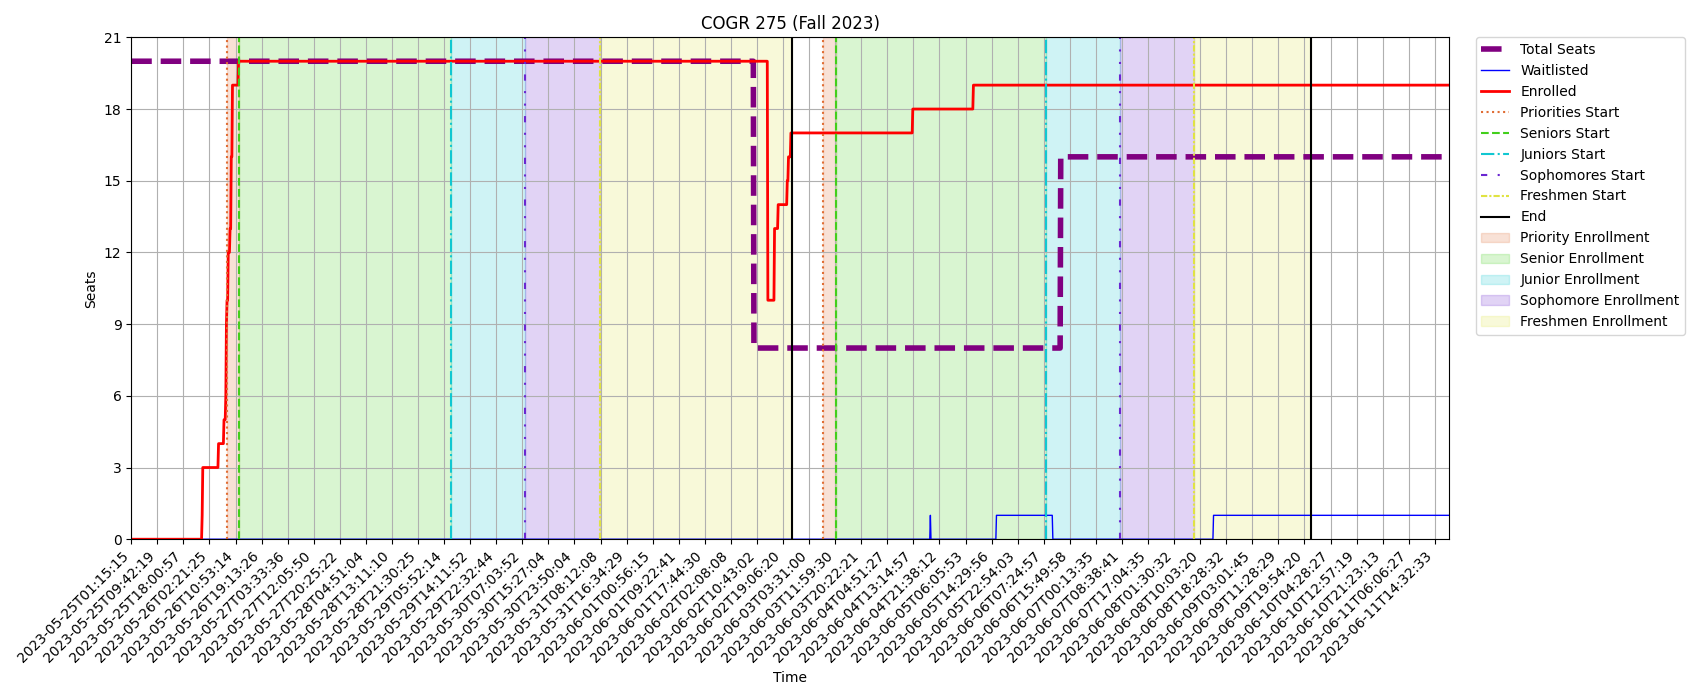 COGR 275 (Fall 2023)
21
18
15
12
9
6
3
0
Seats
2023-05-25T01:15:15
2023-05-25T09:42:19
2023-05-25T18:00:57
2023-05-26T02:21:25
2023-05-26T10:53:14
2023-05-26T19:13:26
2023-05-27T03:33:36
2023-05-27T12:05:50
2023-05-27T20:25:22
2023-05-28T04:51:04
2023-05-28T13:11:10
2023-05-28T21:30:25
2023-05-29T05:52:14
2023-05-29T14:11:52
2023-05-29T22:32:44
2023-05-30T07:03:52
2023-05-30T15:27:04
2023-05-30T23:50:04
2023-05-31T08:12:08
2023-05-31T16:34:29
2023-06-01T00:56:15
2023-06-01T09:22:41
2023-06-01T17:44:30
2023-06-02T02:08:08
2023-06-02T10:43:02
2023-06-02T19:06:20
2023-06-03T03:31:00
2023-06-03T11:59:30
2023-06-03T20:22:21
2023-06-04T04:51:27
2023-06-04T13:14:57
2023-06-04T21:38:12
2023-06-05T06:05:53
2023-06-05T14:29:56
2023-06-05T22:54:03
2023-06-06T07:24:57
2023-06-06T15:49:58
2023-06-07T00:13:35
2023-06-07T08:38:41
2023-06-07T17:04:35
2023-06-08T01:30:32
2023-06-08T10:03:20
2023-06-08T18:28:32
2023-06-09T03:01:45
2023-06-09T11:28:29
2023-06-09T19:54:20
2023-06-10T04:28:27
2023-06-10T12:57:19
2023-06-10T21:23:13
2023-06-11T06:06:27
2023-06-11T14:32:33
Time
Total Seats
Waitlisted
Enrolled
Priorities Start
Seniors Start
Juniors Start
Sophomores Start
Freshmen Start
End
Priority Enrollment
Senior Enrollment
Junior Enrollment
Sophomore Enrollment
Freshmen Enrollment